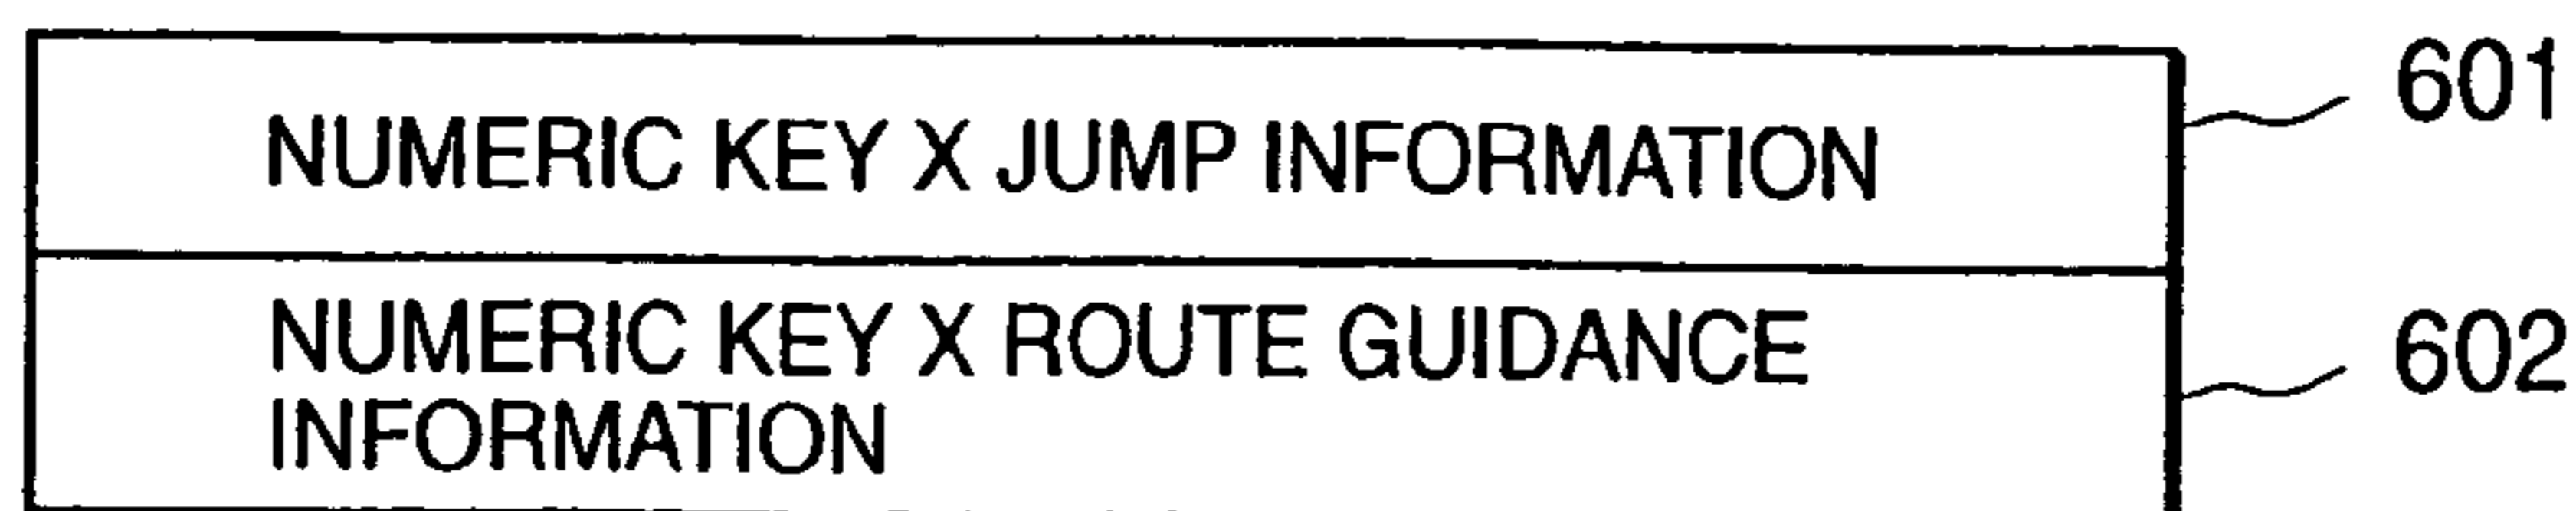 NUMERIC KEY X JUMP INFORMATION
601
NUMERIC KEY X ROUTE GUIDANCE
INFORMATION
602